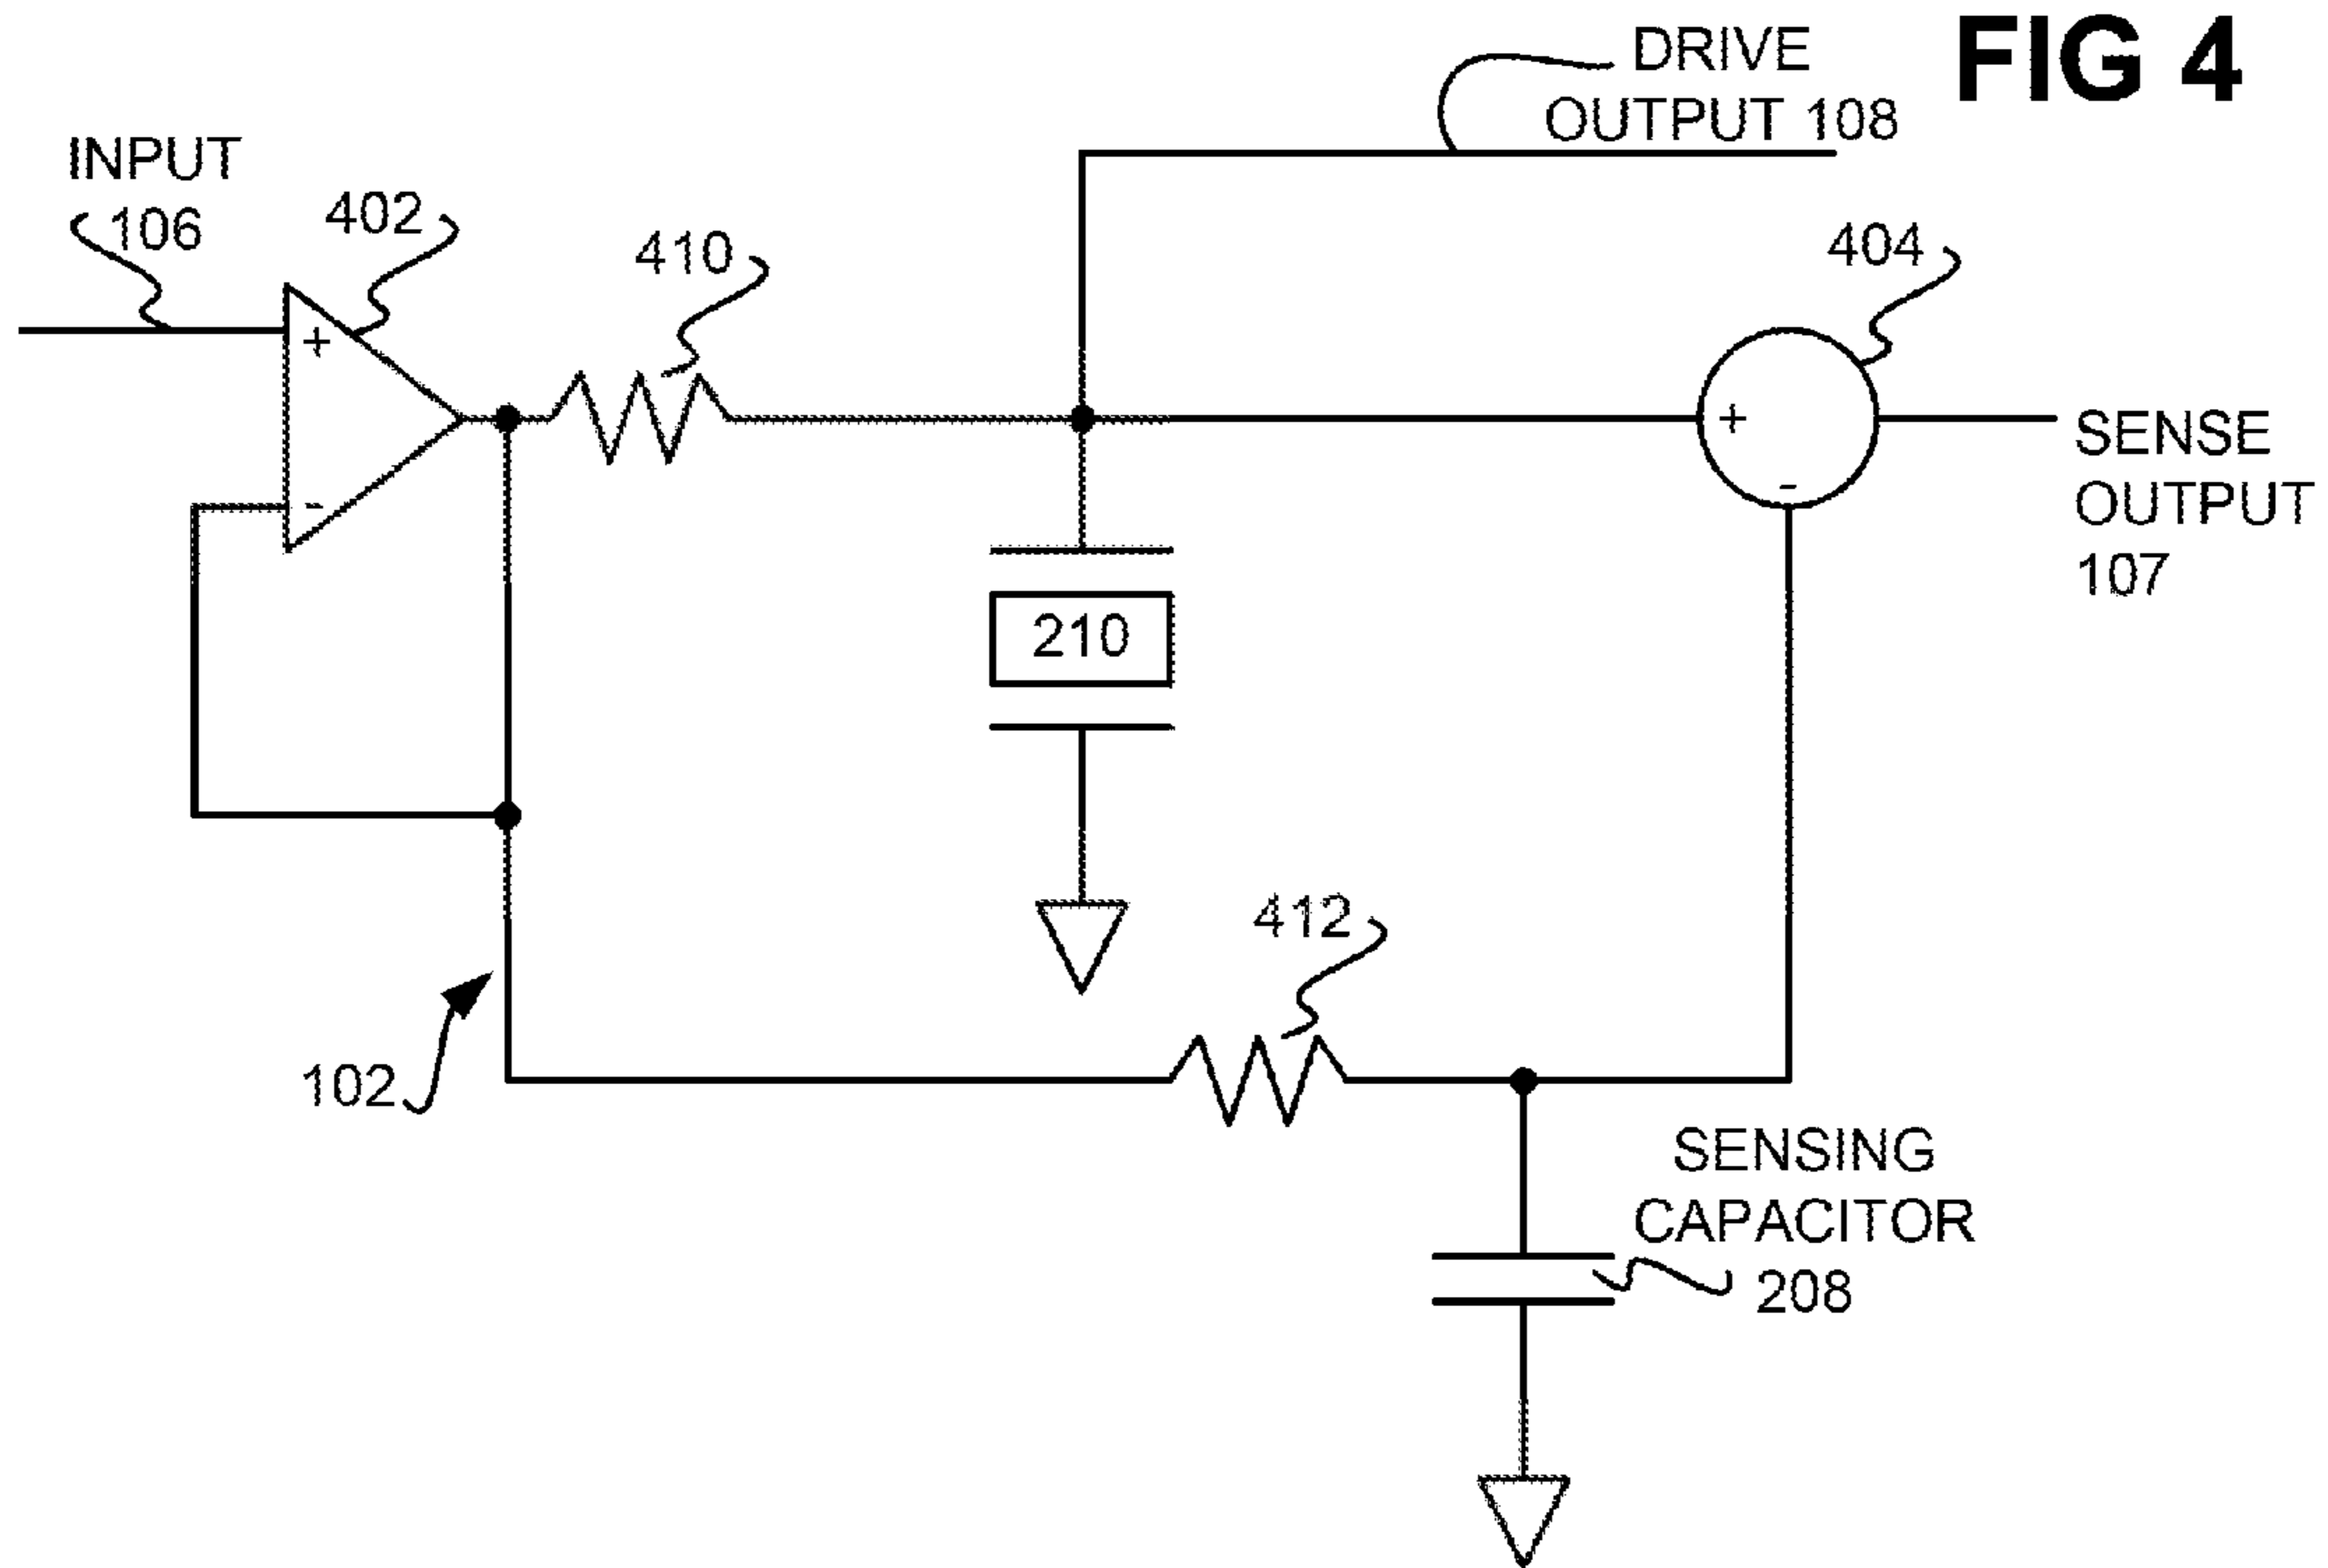 FIG 4
DRIVE
OUTPUT 108
INPUT
106
402
410
404
+
-
+
-
SENSE
OUTPUT
107
210
412
102
SENSING
CAPACITOR
208